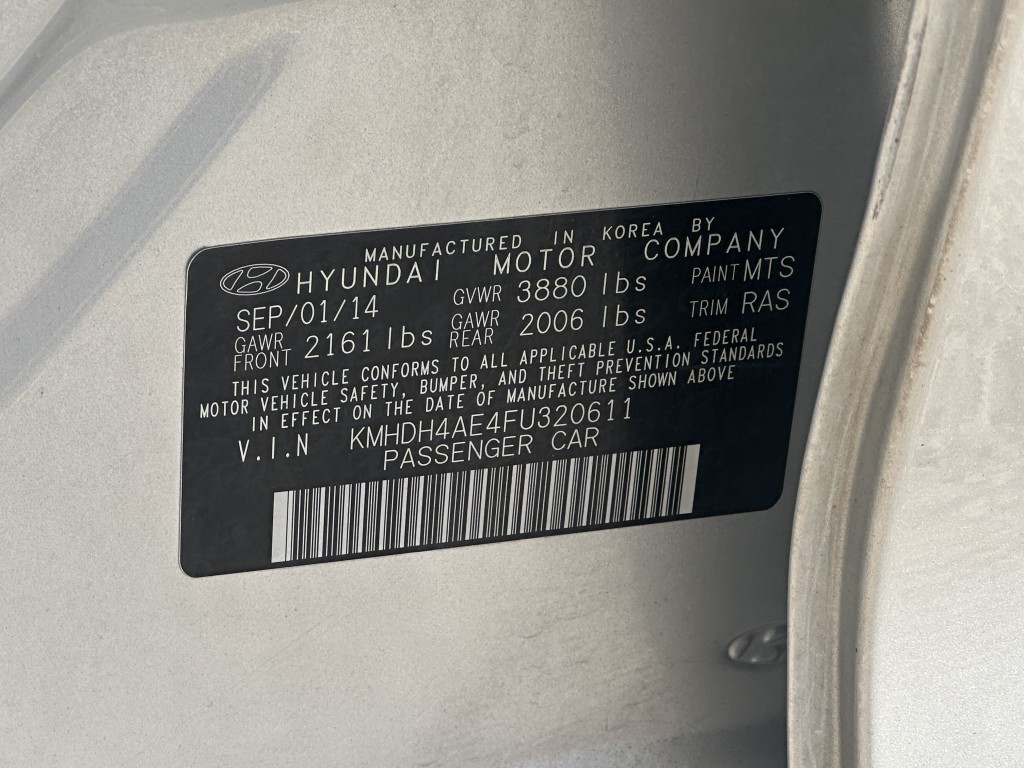 MANUFACTURED IN KOREA BY
HYUNDAI MOTOR COMPANY
SEP/01/14 GVWR 3880 lbs PAINT MTS
GAWR FRONT 2161 lbs GAWR REAR 2006 lbs TRIM RAS
THIS VEHICLE CONFORMS TO ALL APPLICABLE U.S.A. FEDERAL
MOTOR VEHICLE SAFETY, BUMPER, AND THEFT PREVENTION STANDARDS
IN EFFECT ON THE DATE OF MANUFACTURE SHOWN ABOVE
V.I.N KMHDH4AE4FU320611
PASSENGER CAR